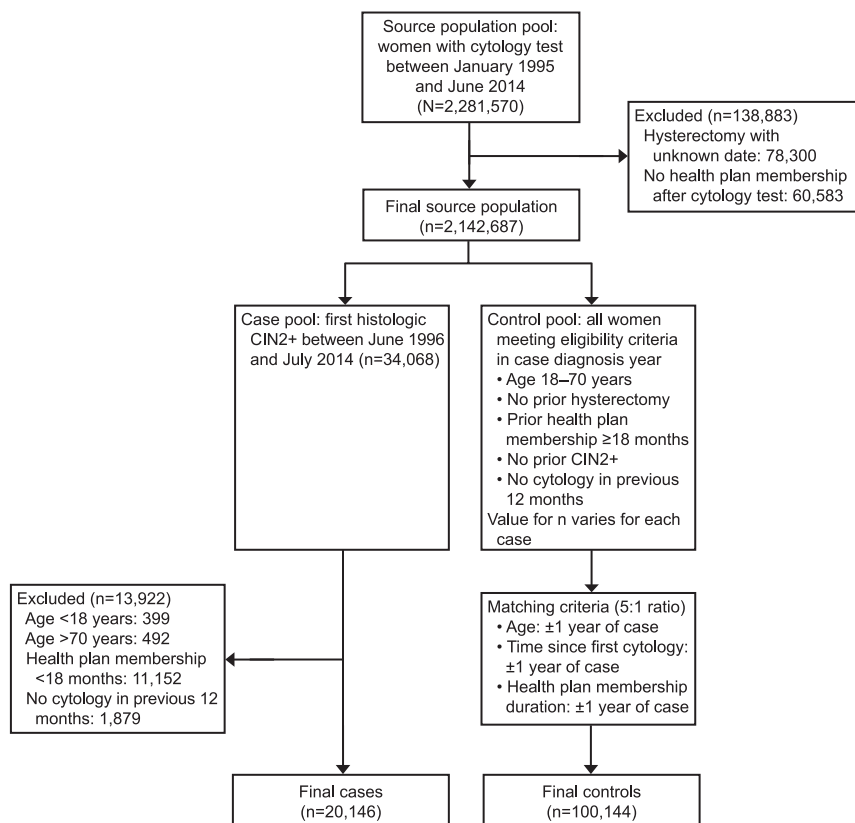 Source population pool:
women with cytology test
between January 1995
and June 2014
(N=2,281,570)
Excluded (n=138,883)
Hysterectomy with
unknown date: 78,300
No health plan membership
after cytology test: 60,583
Final source population
(n=2,142,687)
Case pool: first histologic
CIN2+ between June 1996
and July 2014 (n=34,068)
Control pool: all women
meeting eligibility criteria
in case diagnosis year
• Age 18–70 years
• No prior hysterectomy
• Prior health plan
membership ≥18 months
• No prior CIN2+
• No cytology in previous
12 months
Value for n varies for each
case
Excluded (n=13,922)
Age <18 years: 399
Age >70 years: 492
Health plan membership
<18 months: 11,152
No cytology in previous 12
months: 1,879
Matching criteria (5:1 ratio)
• Age: ±1 year of case
• Time since first cytology:
±1 year of case
• Health plan membership
duration: ±1 year of case
Final cases
(n=20,146)
Final controls
(n=100,144)